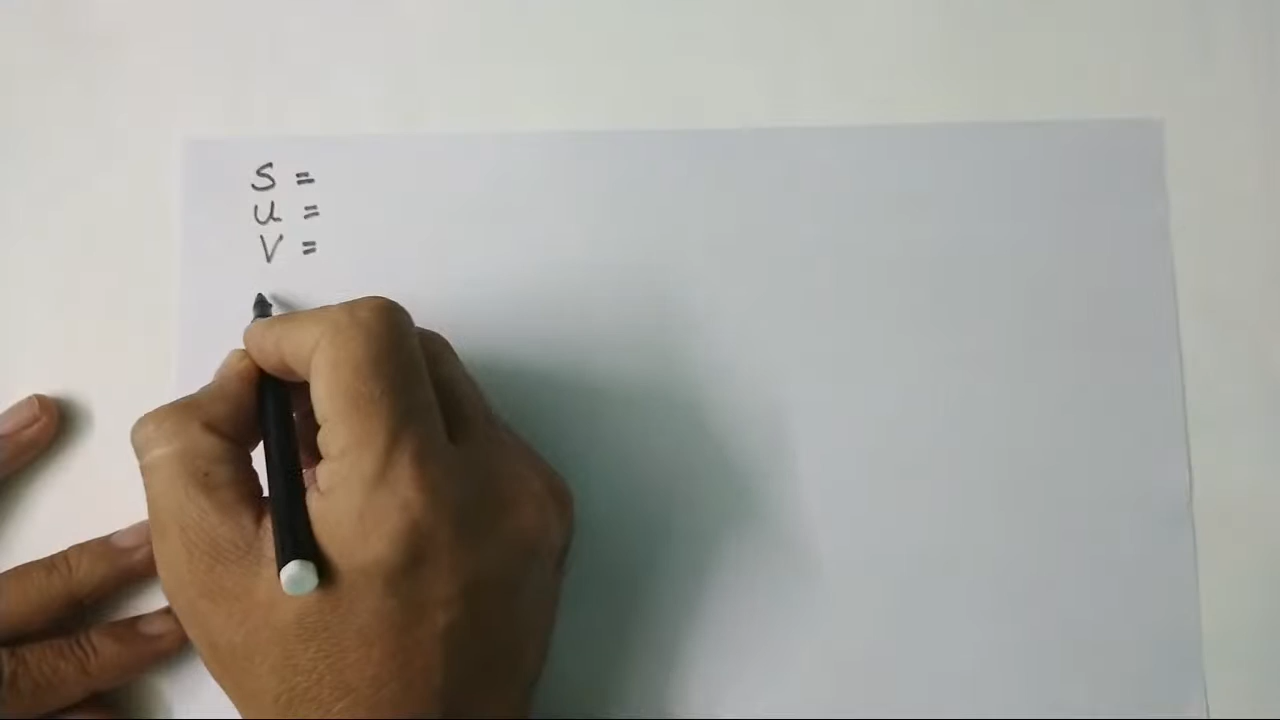 S =
u =
V =